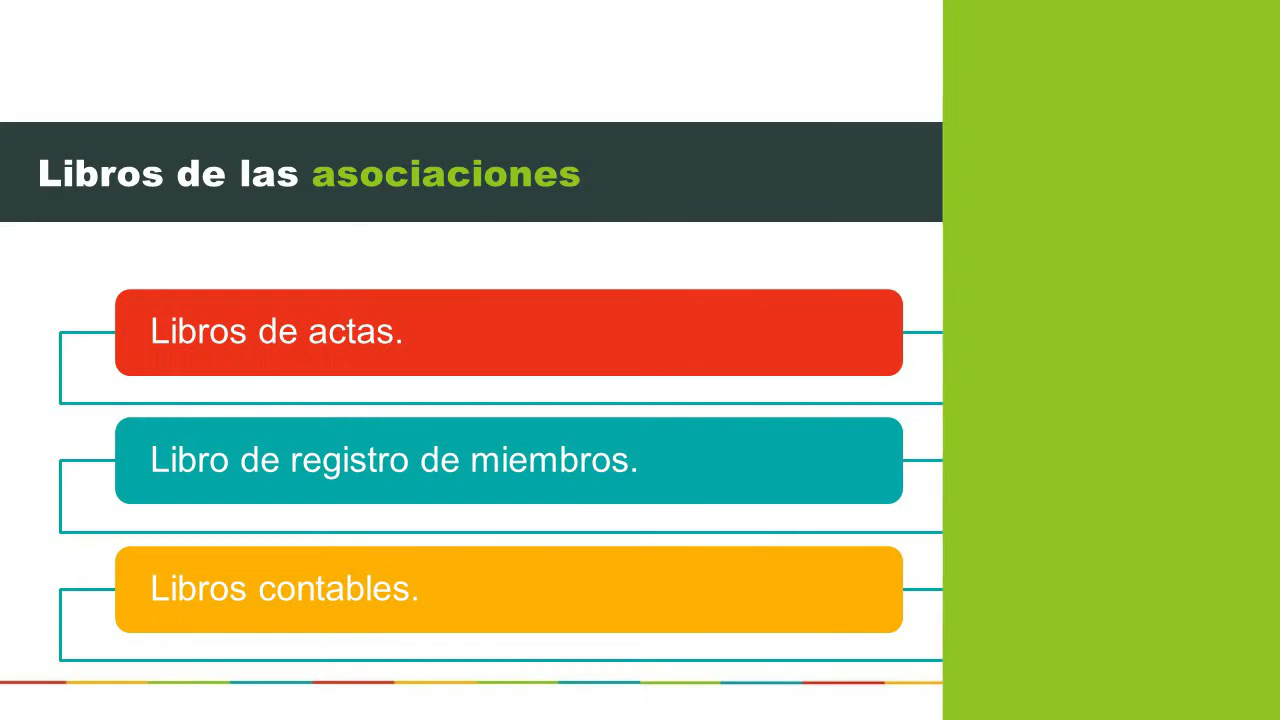 Libros de las asociaciones
Libros de actas.
Libro de registro de miembros.
Libros contables.